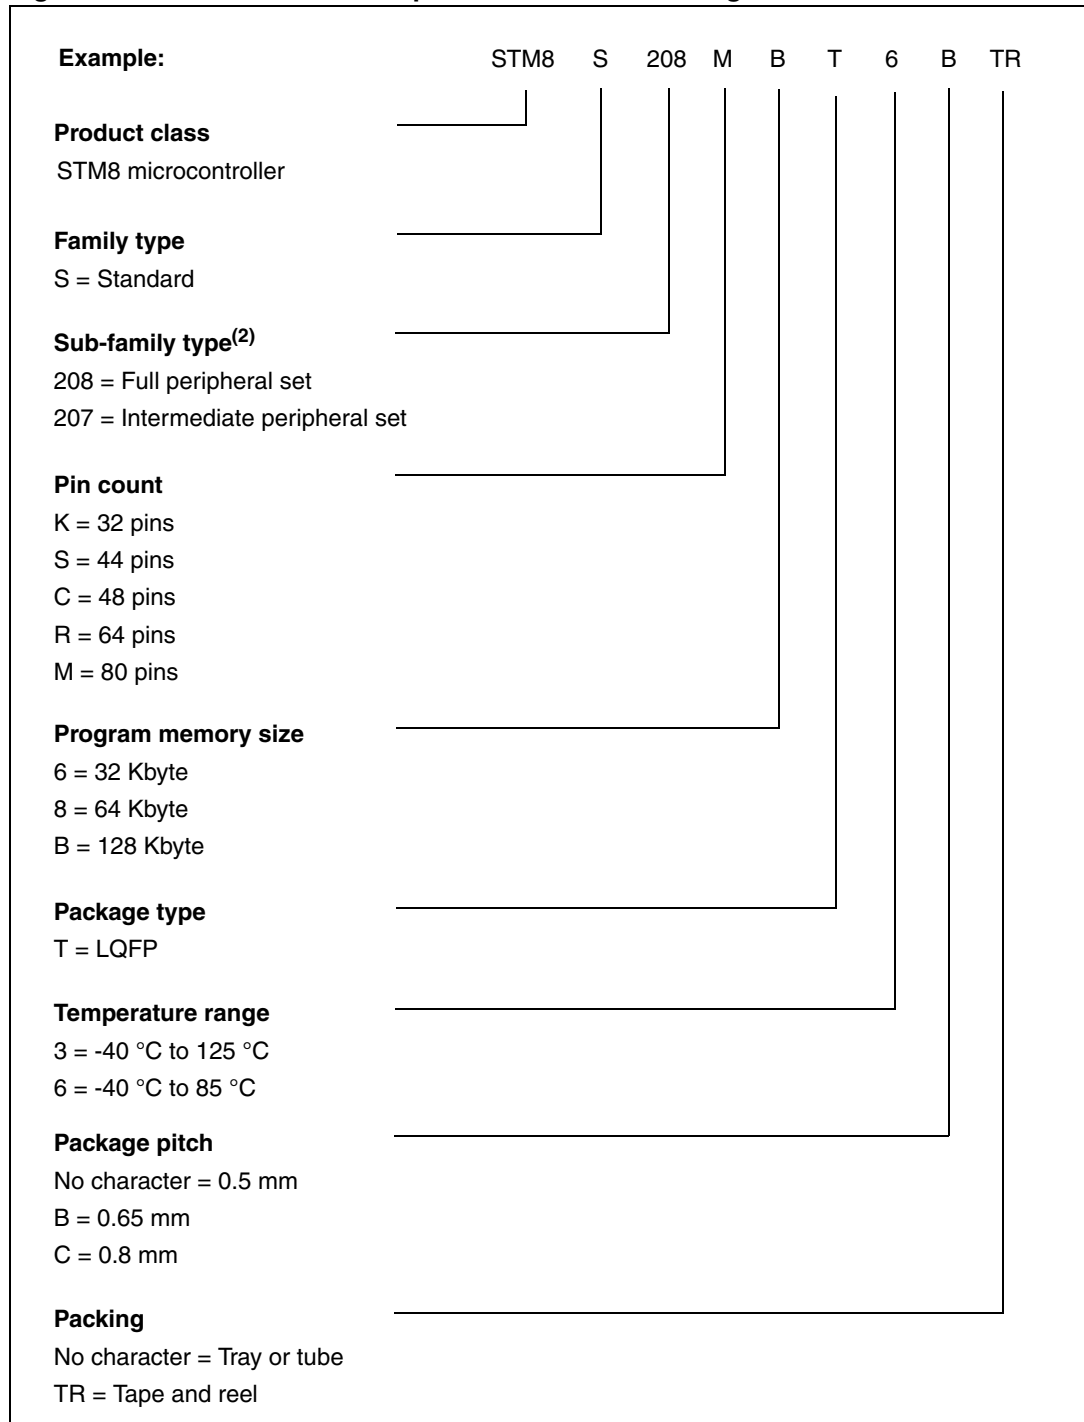 Example: STM8 S 208 M B T 6 B TR
Product class
STM8 microcontroller
Family type
S = Standard
Sub-family type(2)
208 = Full peripheral set
207 = Intermediate peripheral set
Pin count
K = 32 pins
S = 44 pins
C = 48 pins
R = 64 pins
M = 80 pins
Program memory size
6 = 32 Kbyte
8 = 64 Kbyte
B = 128 Kbyte
Package type
T = LQFP
Temperature range
3 = -40 °C to 125 °C
6 = -40 °C to 85 °C
Package pitch
No character = 0.5 mm
B = 0.65 mm
C = 0.8 mm
Packing
No character = Tray or tube
TR = Tape and reel